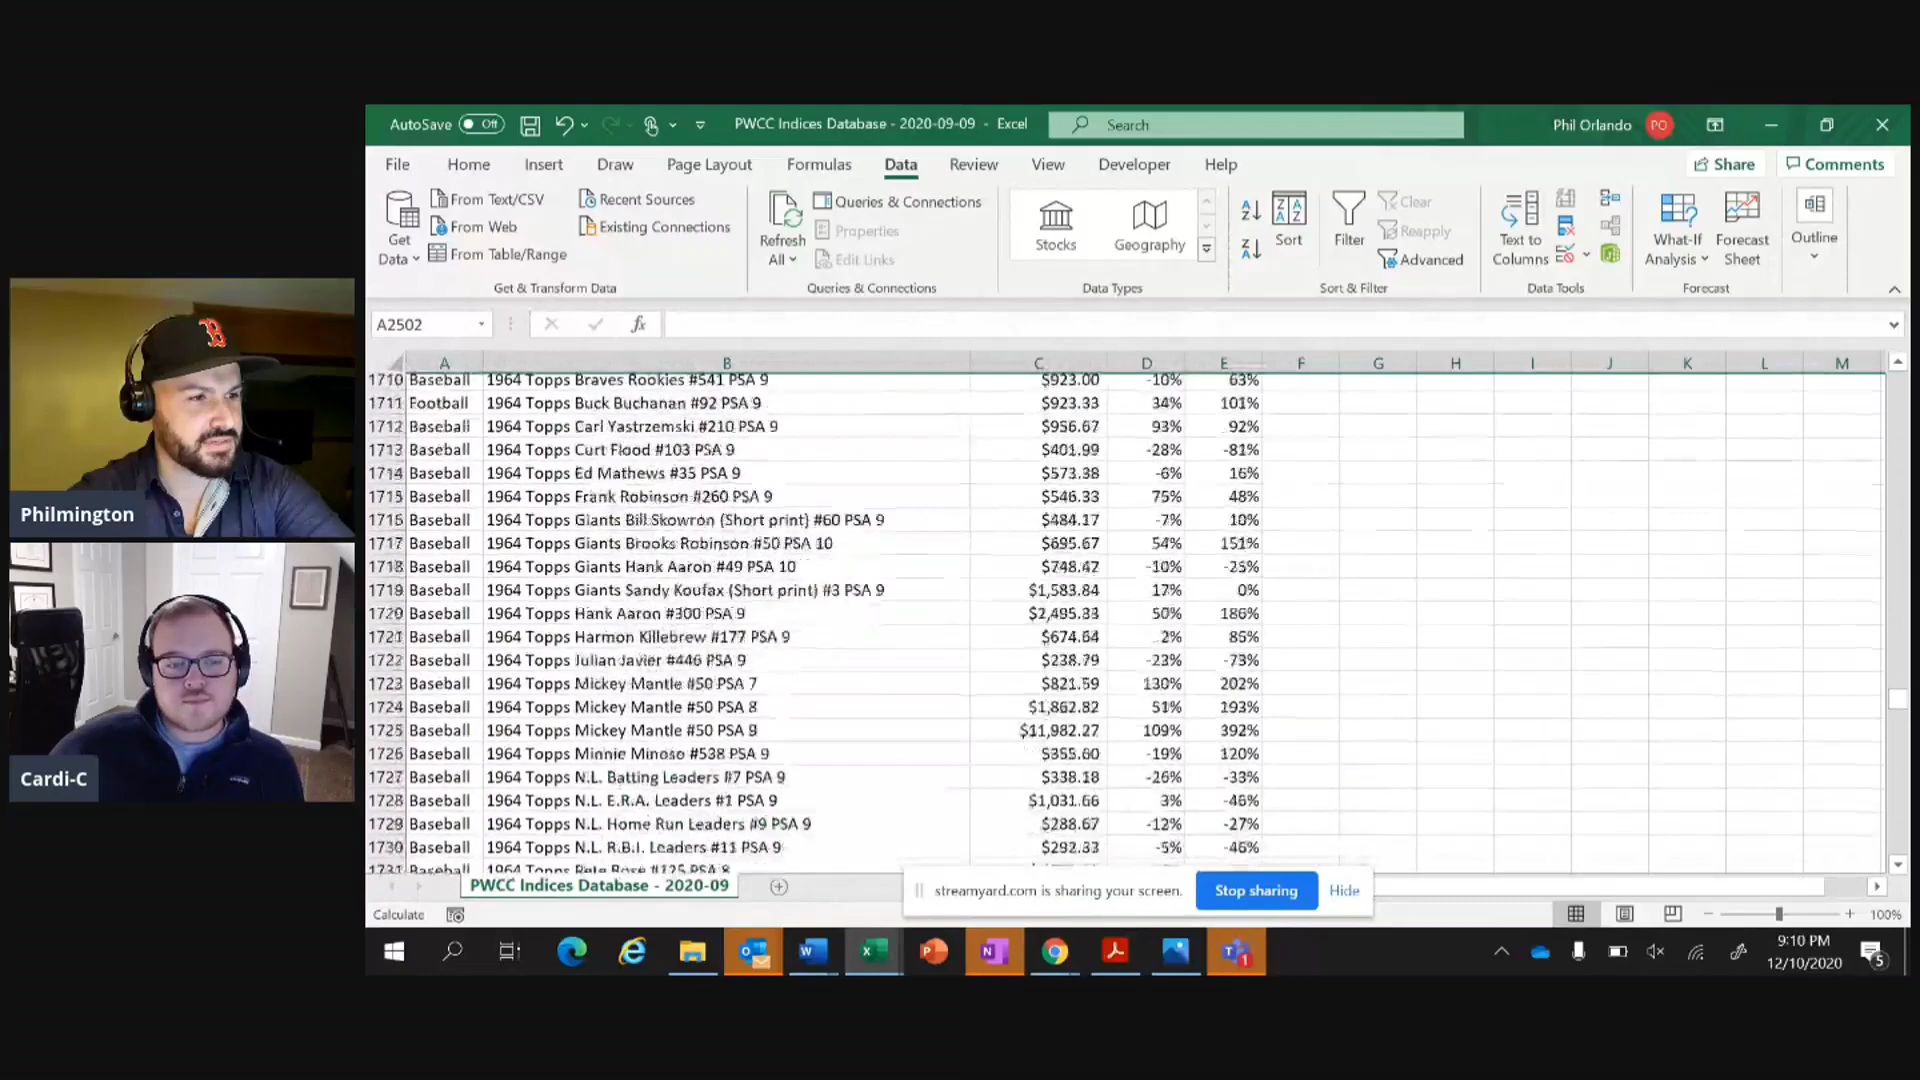 AutoSave Off
PWCC Indices Database - 2020-09-09 - Excel
Search
Phil Orlando PO
File Home Insert Draw Page Layout Formulas Data Review View Developer Help
Share Comments
Get Data
From Text/CSV
From Web
From Table/Range
Recent Sources
Existing Connections
Get & Transform Data
Refresh All
Queries & Connections
Properties
Edit Links
Queries & Connections
Stocks
Geography
Data Types
Sort
Filter
Clear
Reapply
Advanced
Sort & Filter
Text to Columns
Data Tools
What-If Analysis
Forecast Sheet
Forecast
Outline
A2502
fx
A B C D E F G H I J K L M
1710 Baseball 1964 Topps Braves Rookies #541 PSA 9 $923.00 -10% 63%
1711 Football 1964 Topps Buck Buchanan #92 PSA 9 $923.33 34% 101%
1712 Baseball 1964 Topps Carl Yastrzemski #210 PSA 9 $956.67 93% 92%
1713 Baseball 1964 Topps Curt Flood #103 PSA 9 $401.99 -28% -81%
1714 Baseball 1964 Topps Ed Mathews #35 PSA 9 $573.38 -6% 16%
1715 Baseball 1964 Topps Frank Robinson #260 PSA 9 $546.33 75% 48%
1716 Baseball 1964 Topps Giants Bill Skowron (Short print) #60 PSA 9 $484.17 -7% 10%
1717 Baseball 1964 Topps Giants Brooks Robinson #50 PSA 10 $695.67 54% 151%
1718 Baseball 1964 Topps Giants Hank Aaron #49 PSA 10 $748.47 -10% -25%
1719 Baseball 1964 Topps Giants Sandy Koufax (Short print) #3 PSA 9 $1,583.84 17% 0%
1720 Baseball 1964 Topps Hank Aaron #300 PSA 9 $2,495.33 50% 186%
1721 Baseball 1964 Topps Harmon Killebrew #177 PSA 9 $674.64 2% 85%
1722 Baseball 1964 Topps Julian Javier #446 PSA 9 $238.79 -23% -73%
1723 Baseball 1964 Topps Mickey Mantle #50 PSA 7 $821.59 130% 202%
1724 Baseball 1964 Topps Mickey Mantle #50 PSA 8 $1,862.82 51% 193%
1725 Baseball 1964 Topps Mickey Mantle #50 PSA 9 $11,982.27 109% 392%
1726 Baseball 1964 Topps Minnie Minoso #538 PSA 9 $355.60 -19% 120%
1727 Baseball 1964 Topps N.L. Batting Leaders #7 PSA 9 $338.18 -26% -33%
1728 Baseball 1964 Topps N.L. E.R.A. Leaders #1 PSA 9 $1,031.66 3% -46%
1729 Baseball 1964 Topps N.L. Home Run Leaders #9 PSA 9 $288.67 -12% -27%
1730 Baseball 1964 Topps N.L. R.B.I. Leaders #11 PSA 9 $292.33 -5% -46%
1731 1964 Topps Pete Rose #125 PSA 8
PWCC Indices Database - 2020-09
streamyard.com is sharing your screen. Stop sharing Hide
Calculate
100%
9:10 PM
12/10/2020
5
1
Philmington
Cardi-C
B